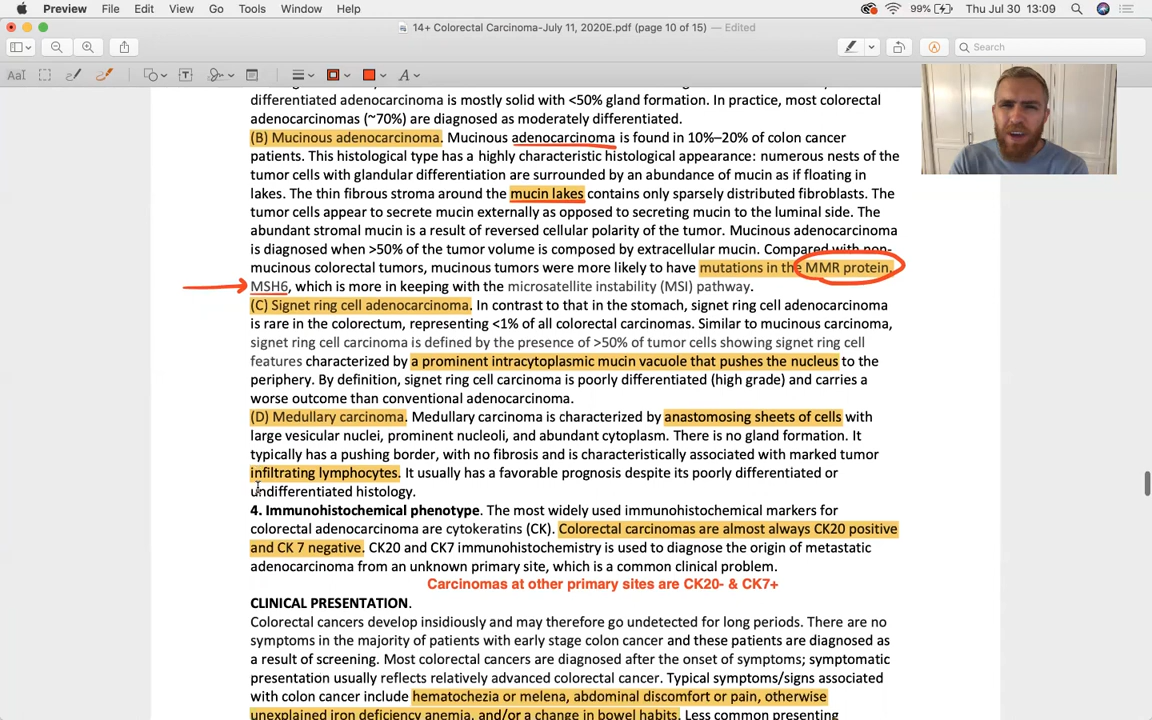 Preview File Edit View Go Tools Window Help 99% Thu Jul 30 13:09
14+ Colorectal Carcinoma-July 11, 2020E.pdf (page 10 of 15) — Edited
Search
differentiated adenocarcinoma is mostly solid with <50% gland formation. In practice, most colorectal
adenocarcinomas (~70%) are diagnosed as moderately differentiated.
(B) Mucinous adenocarcinoma. Mucinous adenocarcinoma is found in 10%–20% of colon cancer
patients. This histological type has a highly characteristic histological appearance: numerous nests of the
tumor cells with glandular differentiation are surrounded by an abundance of mucin as if floating in
lakes. The thin fibrous stroma around the mucin lakes contains only sparsely distributed fibroblasts. The
tumor cells appear to secrete mucin externally as opposed to secreting mucin to the luminal side. The
abundant stromal mucin is a result of reversed cellular polarity of the tumor. Mucinous adenocarcinoma
is diagnosed when >50% of the tumor volume is composed by extracellular mucin. Compared with non-
mucinous colorectal tumors, mucinous tumors were more likely to have mutations in the MMR protein,
MSH6, which is more in keeping with the microsatellite instability (MSI) pathway.
(C) Signet ring cell adenocarcinoma. In contrast to that in the stomach, signet ring cell adenocarcinoma
is rare in the colorectum, representing <1% of all colorectal carcinomas. Similar to mucinous carcinoma,
signet ring cell carcinoma is defined by the presence of >50% of tumor cells showing signet ring cell
features characterized by a prominent intracytoplasmic mucin vacuole that pushes the nucleus to the
periphery. By definition, signet ring cell carcinoma is poorly differentiated (high grade) and carries a
worse outcome than conventional adenocarcinoma.
(D) Medullary carcinoma. Medullary carcinoma is characterized by anastomosing sheets of cells with
large vesicular nuclei, prominent nucleoli, and abundant cytoplasm. There is no gland formation. It
typically has a pushing border, with no fibrosis and is characteristically associated with marked tumor
infiltrating lymphocytes. It usually has a favorable prognosis despite its poorly differentiated or
undifferentiated histology.
4. Immunohistochemical phenotype. The most widely used immunohistochemical markers for
colorectal adenocarcinoma are cytokeratins (CK). Colorectal carcinomas are almost always CK20 positive
and CK 7 negative. CK20 and CK7 immunohistochemistry is used to diagnose the origin of metastatic
adenocarcinoma from an unknown primary site, which is a common clinical problem.
Carcinomas at other primary sites are CK20- & CK7+
CLINICAL PRESENTATION.
Colorectal cancers develop insidiously and may therefore go undetected for long periods. There are no
symptoms in the majority of patients with early stage colon cancer and these patients are diagnosed as
a result of screening. Most colorectal cancers are diagnosed after the onset of symptoms; symptomatic
presentation usually reflects relatively advanced colorectal cancer. Typical symptoms/signs associated
with colon cancer include hematochezia or melena, abdominal discomfort or pain, otherwise
unexplained iron deficiency anemia, and/or a change in bowel habits. Less common presenting